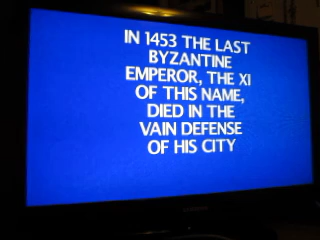 IN 1453 THE LAST
BYZANTINE
EMPEROR, THE XI
OF THIS NAME,
DIED IN THE
VAIN DEFENSE
OF HIS CITY